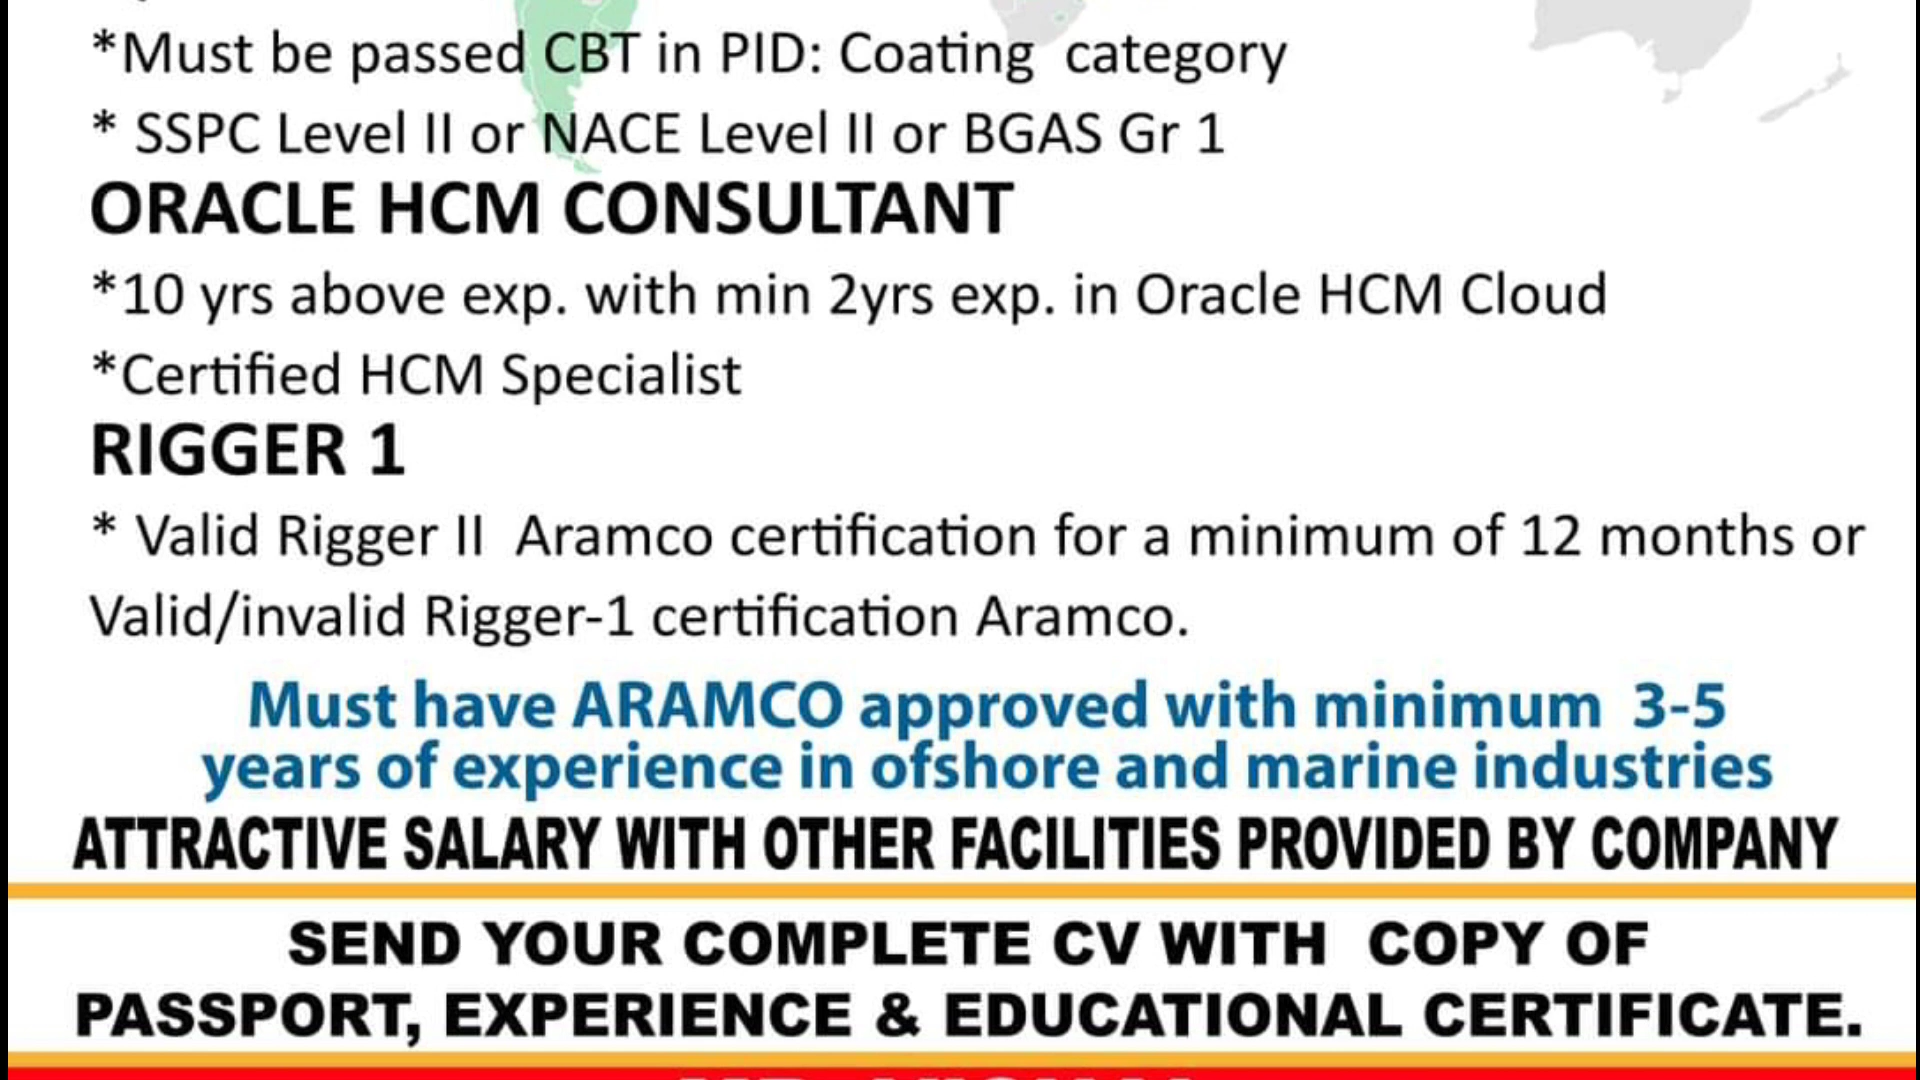 *Must be passed CBT in PID: Coating category
* SSPC Level II or NACE Level II or BGAS Gr 1
ORACLE HCM CONSULTANT
*10 yrs above exp. with min 2yrs exp. in Oracle HCM Cloud
*Certified HCM Specialist
RIGGER 1
* Valid Rigger II Aramco certification for a minimum of 12 months or
Valid/invalid Rigger-1 certification Aramco.
Must have ARAMCO approved with minimum 3-5
years of experience in ofshore and marine industries
ATTRACTIVE SALARY WITH OTHER FACILITIES PROVIDED BY COMPANY
SEND YOUR COMPLETE CV WITH COPY OF
PASSPORT, EXPERIENCE & EDUCATIONAL CERTIFICATE.